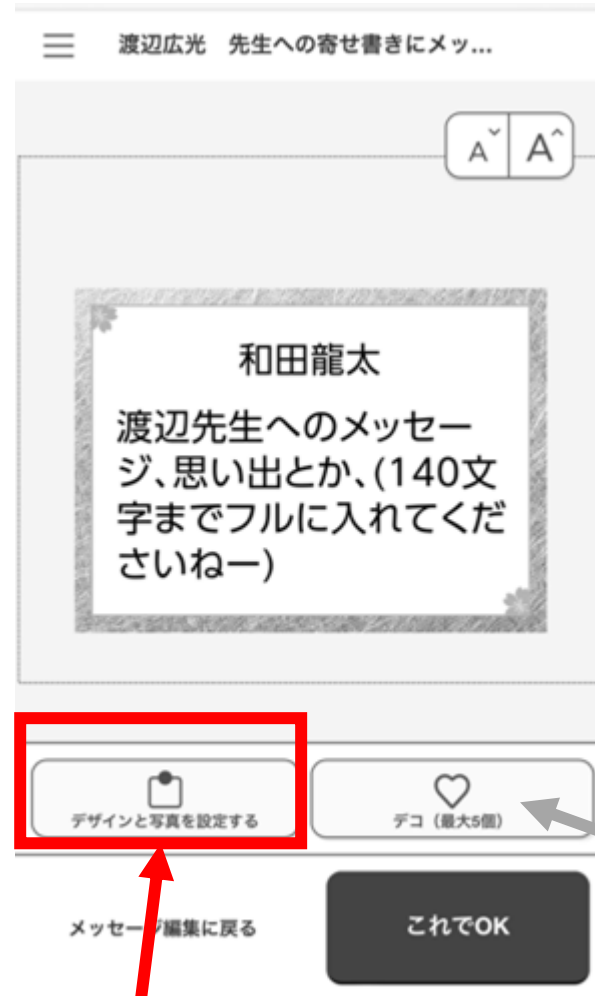 渡辺広光　先生への寄せ書きにメッ...
A A
和田龍太
渡辺先生へのメッセー
ジ、思い出とか、(140文
字までフルに入れてくだ
さいねー)
デザインと写真を設定する
デコ（最大5個）
メッセージ編集に戻る
これでOK